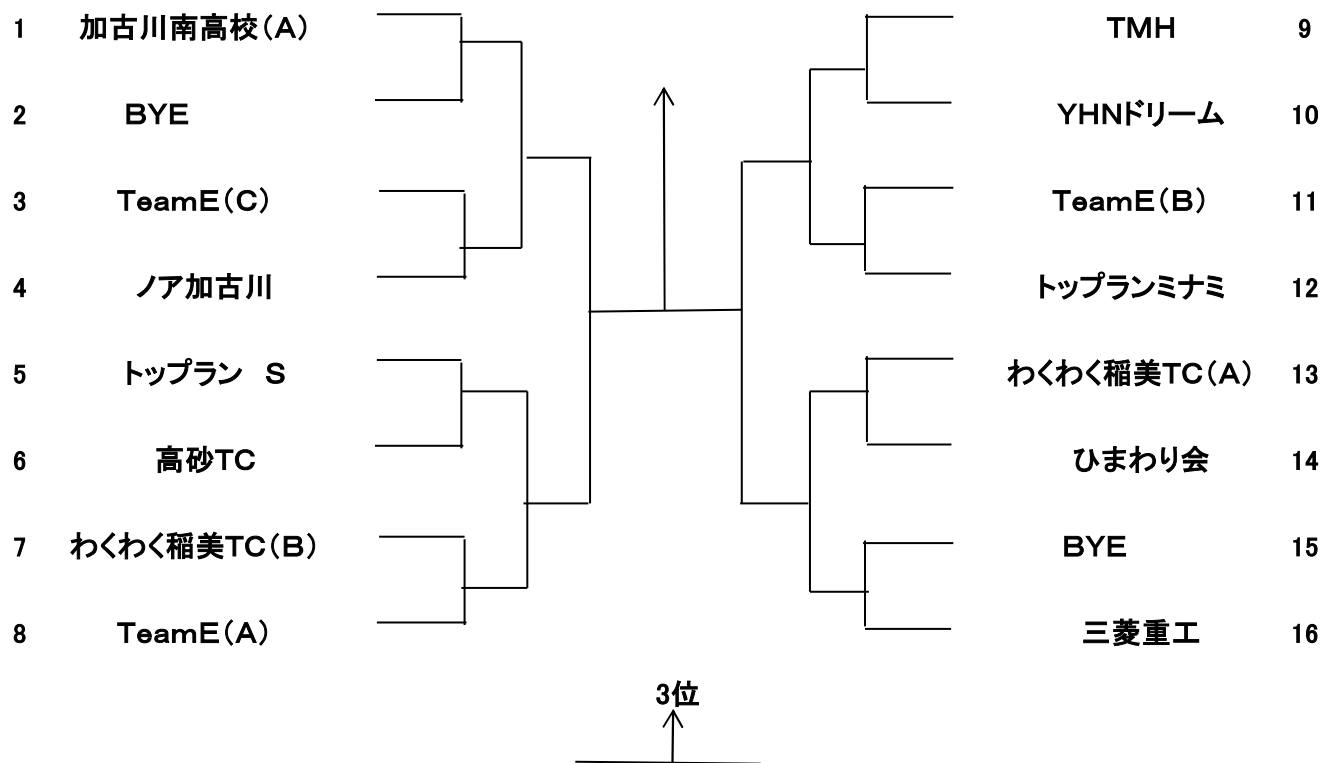 1 加古川南高校(A)
2 BYE
3 TeamE(C)
4 ノア加古川
5 トップラン S
6 高砂TC
7 わくわく稲美TC(B)
8 TeamE(A)
TMH 9
YHNドリーム 10
TeamE(B) 11
トップランミナミ 12
わくわく稲美TC(A) 13
ひまわり会 14
BYE 15
三菱重工 16
3位